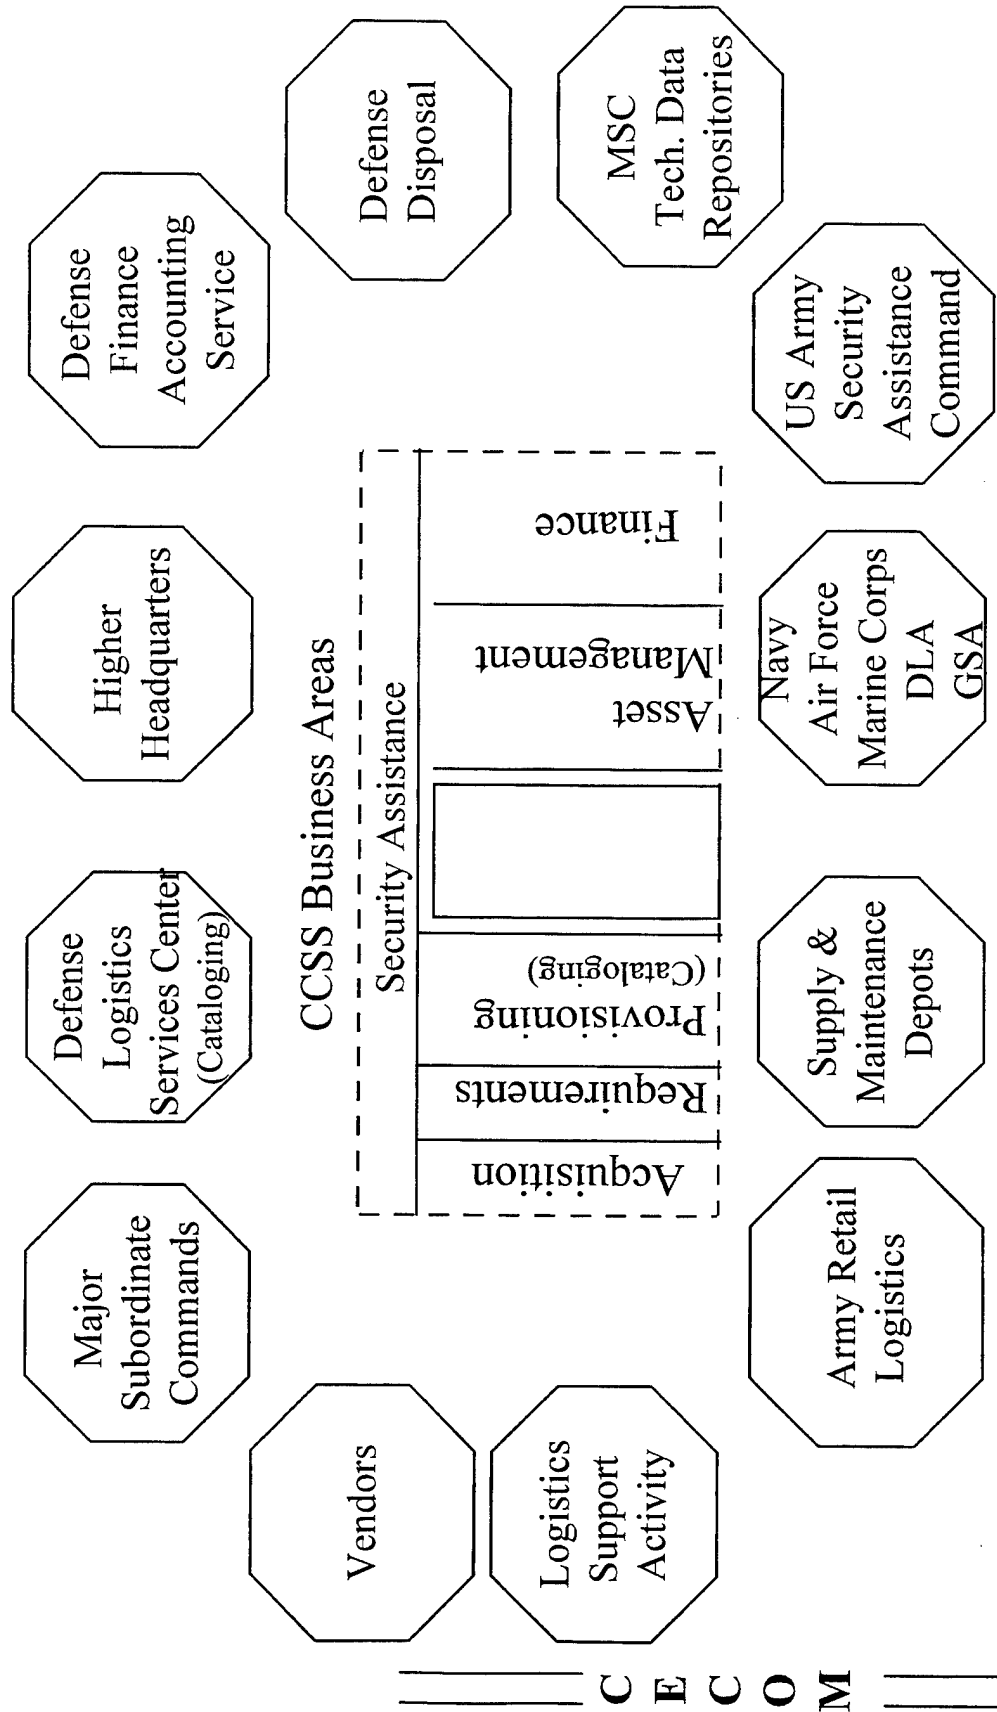 C
E
C
O
M
Vendors
Logistics
Support
Activity
Major
Subordinate
Commands
Defense
Logistics
Services Center
(Cataloging)
Higher
Headquarters
Defense
Finance
Accounting
Service
Defense
Disposal
MSC
Tech. Data
Repositories
CCSS Business Areas
Security Assistance
Acquisition
Requirements
Provisioning
(Cataloging)
Asset
Management
Finance
Army Retail
Logistics
Supply &
Maintenance
Depots
Navy
Air Force
Marine Corps
DLA
GSA
US Army
Security
Assistance
Command